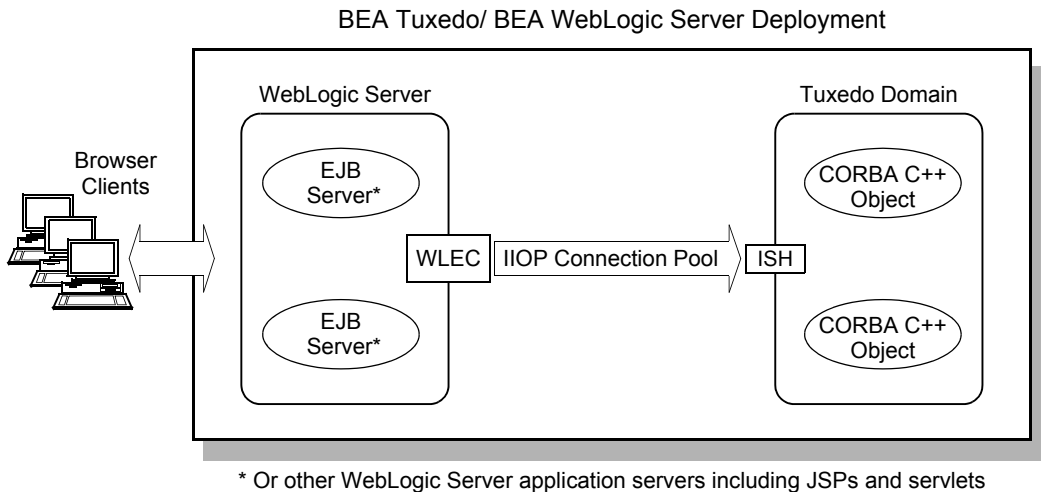 BEA Tuxedo/ BEA WebLogic Server Deployment
WebLogic Server
Tuxedo Domain
Browser
Clients
EJB
Server*
CORBA C++
Object
WLEC
IIOP Connection Pool
ISH
EJB
Server*
CORBA C++
Object
* Or other WebLogic Server application servers including JSPs and servlets